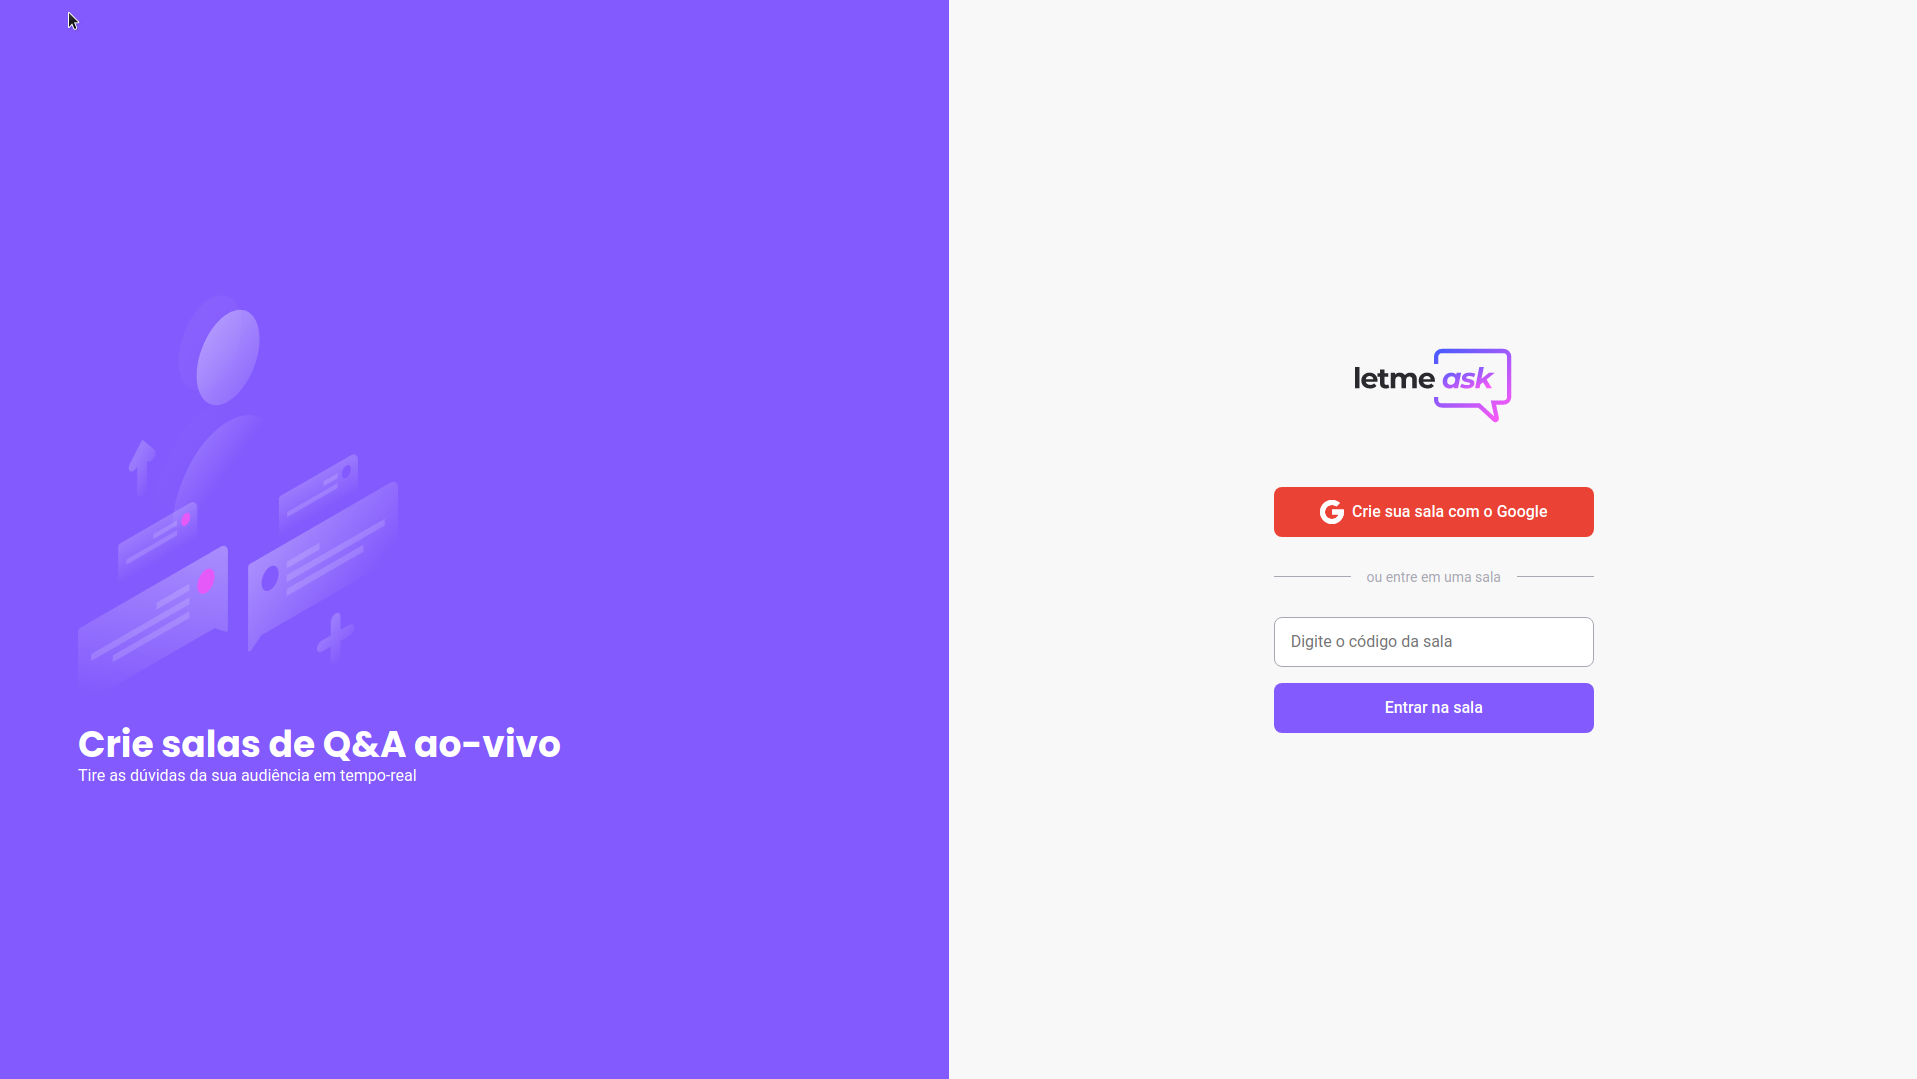 Crie salas de Q&A ao-vivo
Tire as dúvidas da sua audiência em tempo-real
letme ask
Crie sua sala com o Google
ou entre em uma sala
Digite o código da sala
Entrar na sala